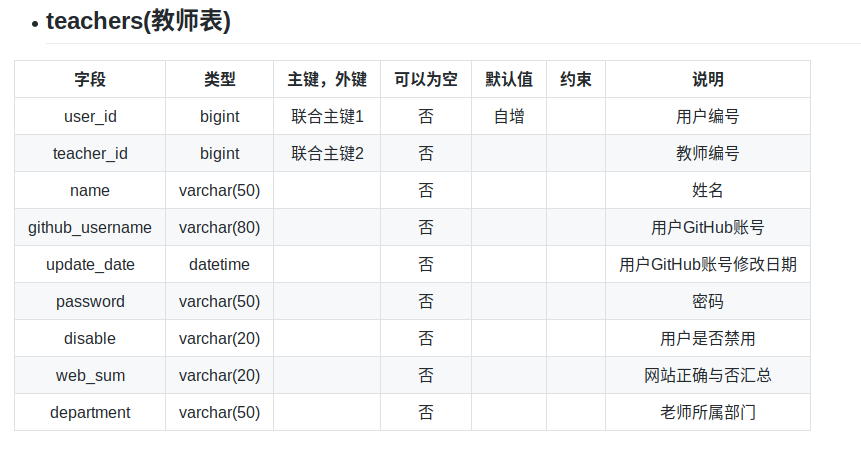 teachers(教师表)
字段 类型 主键，外键 可以为空 默认值 约束 说明
user_id bigint 联合主键1 否 自增 用户编号
teacher_id bigint 联合主键2 否 教师编号
name varchar(50) 否 姓名
github_username varchar(80) 否 用户GitHub账号
update_date datetime 否 用户GitHub账号修改日期
password varchar(50) 否 密码
disable varchar(20) 否 用户是否禁用
web_sum varchar(20) 否 网站正确与否汇总
department varchar(50) 否 老师所属部门